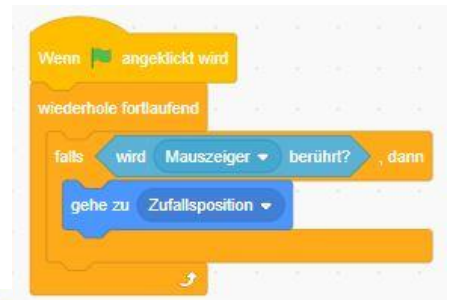 Wenn angeklickt wird
wiederhole fortlaufend
falls wird Mauszeiger berührt? , dann
gehe zu Zufallsposition